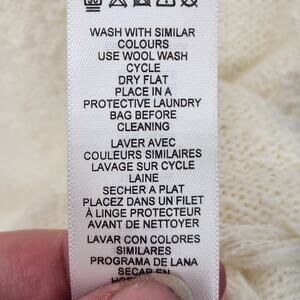 WASH WITH SIMILAR
COLOURS
USE WOOL WASH
CYCLE
DRY FLAT
PLACE IN A
PROTECTIVE LAUNDRY
BAG BEFORE
CLEANING
LAVER AVEC
COULEURS SIMILAIRES
LAVAGE SUR CYCLE
LAINE
SECHER A PLAT
PLACEZ DANS UN FILET
À LINGE PROTECTEUR
AVANT DE NETTOYER
LAVAR CON COLORES
SIMILARES
PROGRAMA DE LANA
SECAR EN